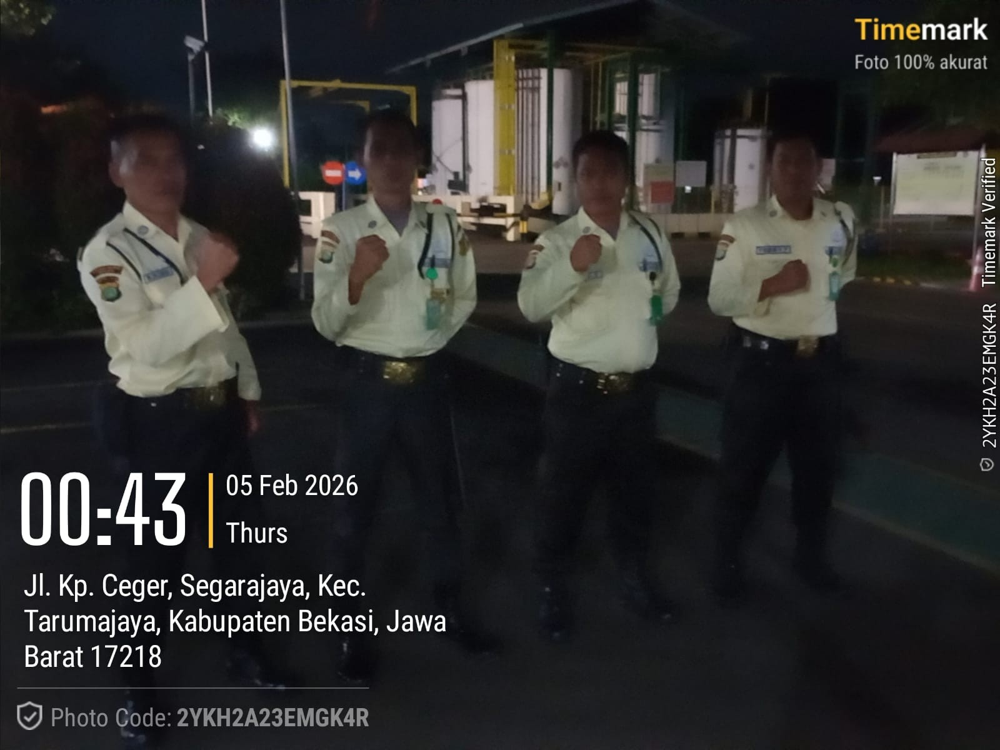 Timemark
Foto 100% akurat
00:43
05 Feb 2026
Thurs
Jl. Kp. Ceger, Segarajaya, Kec.
Tarumajaya, Kabupaten Bekasi, Jawa
Barat 17218
Photo Code: 2YKH2A23EMGK4R
2YKH2A23EMGK4R Timemark Verified